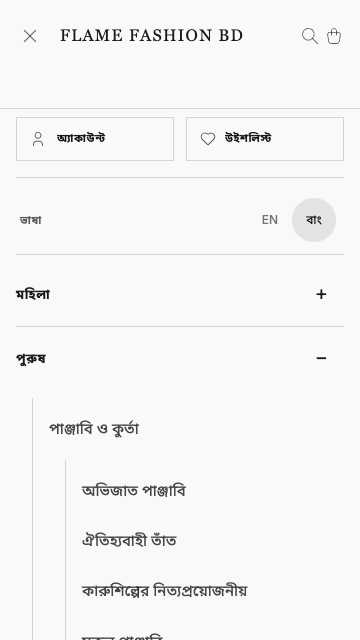 FLAME FASHION BD
অ্যাকাউন্ট
উইশলিস্ট
ভাষা
EN
বাং
মহিলা
পুরুষ
পাঞ্জাবি ও কুর্তা
অভিজাত পাঞ্জাবি
ঐতিহ্যবাহী তাঁত
কারুশিল্পের নিত্যপ্রয়োজনীয়